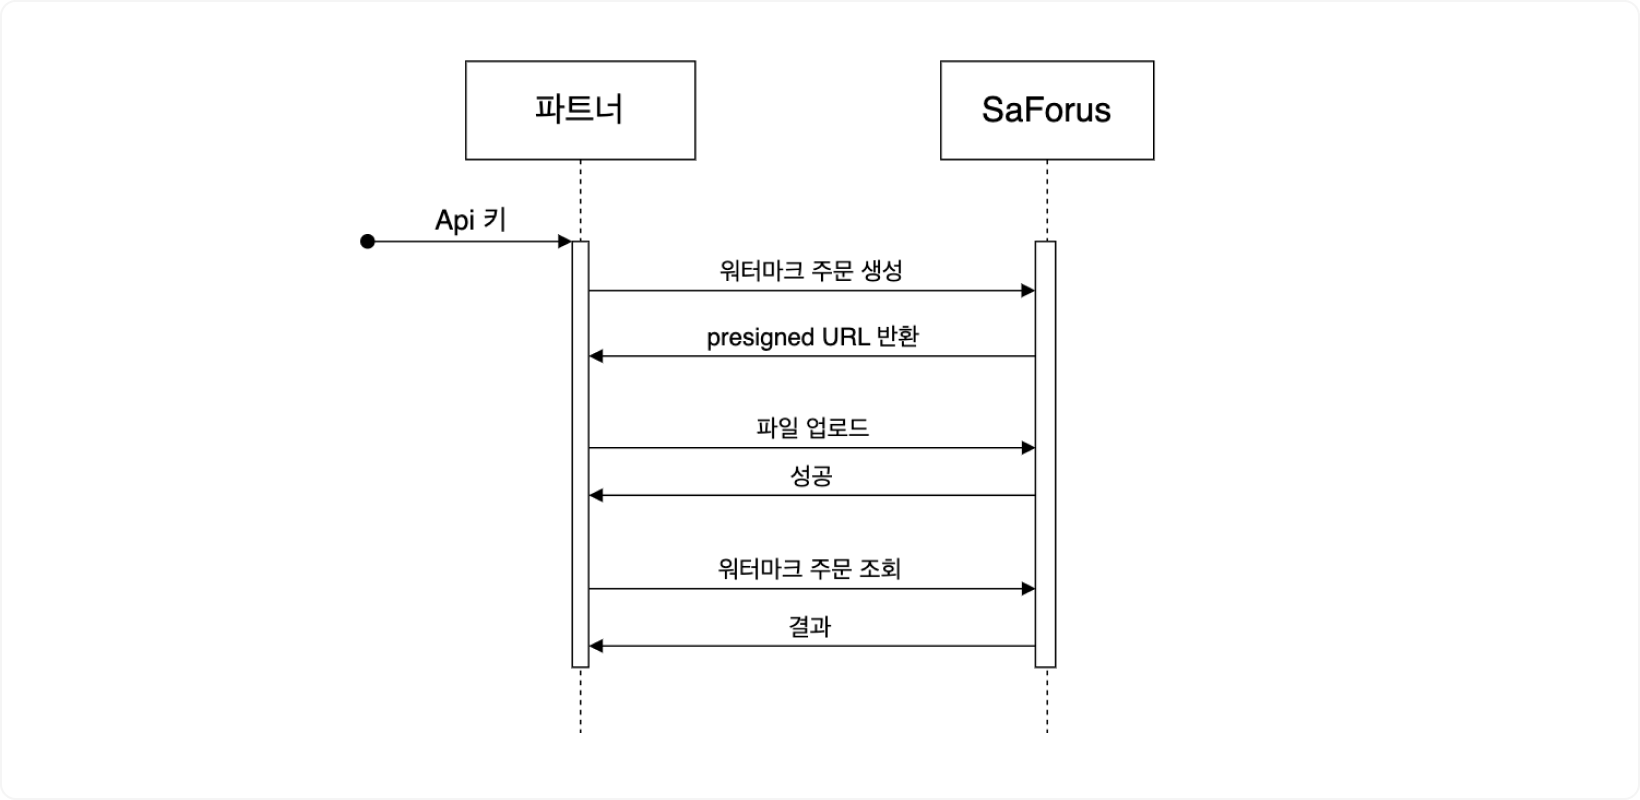 파트너
SaForus
Api 키
워터마크 주문 생성
presigned URL 반환
파일 업로드
성공
워터마크 주문 조회
결과